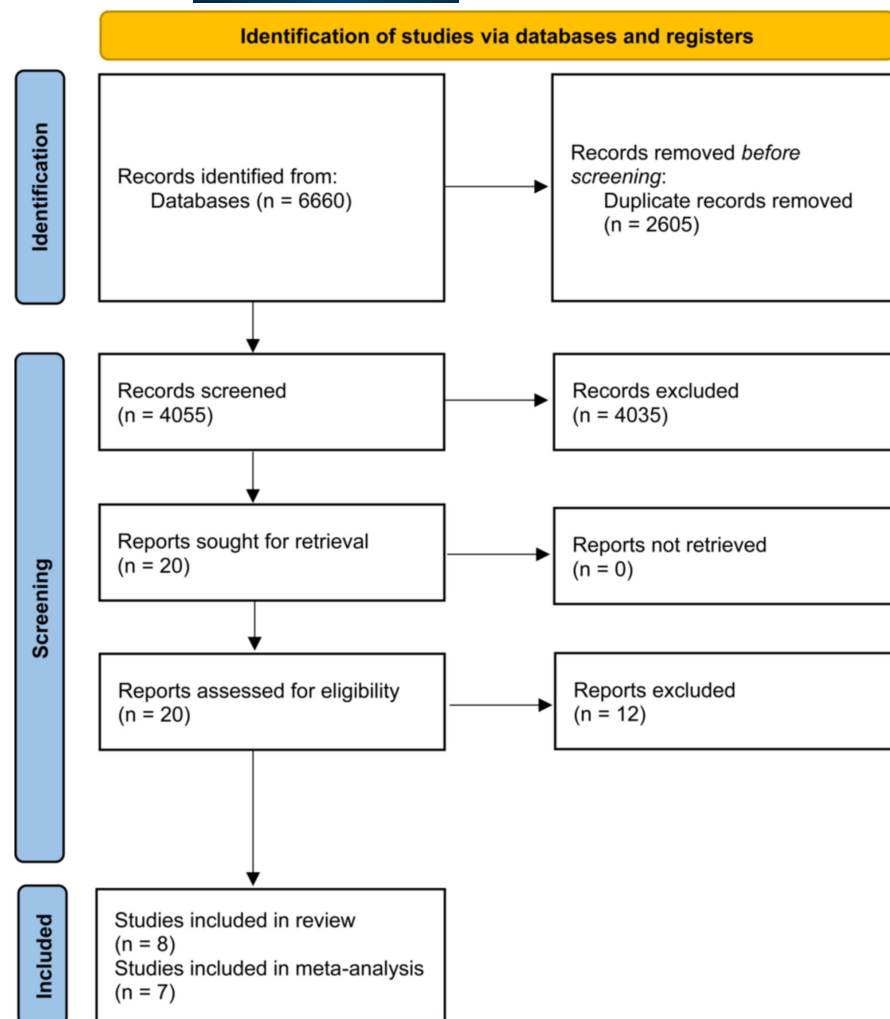 Identification of studies via databases and registers
Identification
Records identified from:
Databases (n = 6660)
Records removed before
screening:
Duplicate records removed
(n = 2605)
Screening
Records screened
(n = 4055)
Records excluded
(n = 4035)
Reports sought for retrieval
(n = 20)
Reports not retrieved
(n = 0)
Reports assessed for eligibility
(n = 20)
Reports excluded
(n = 12)
Included
Studies included in review
(n = 8)
Studies included in meta-analysis
(n = 7)